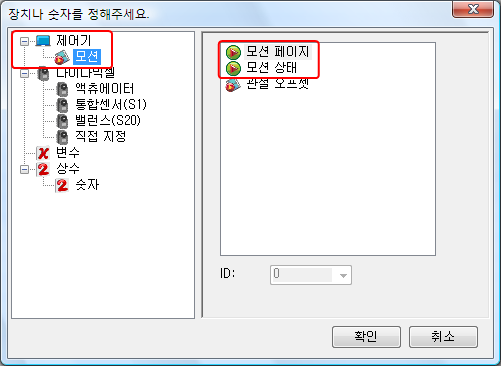 장치나 숫자를 정해주세요.
제어기
모션
다이나믹셀
액츄에이터
통합센서(S1)
밸런스(S20)
직접 지정
변수
상수
숫자
모션 페이지
모션 상태
관절 오프셋
ID:
0
확인
취소